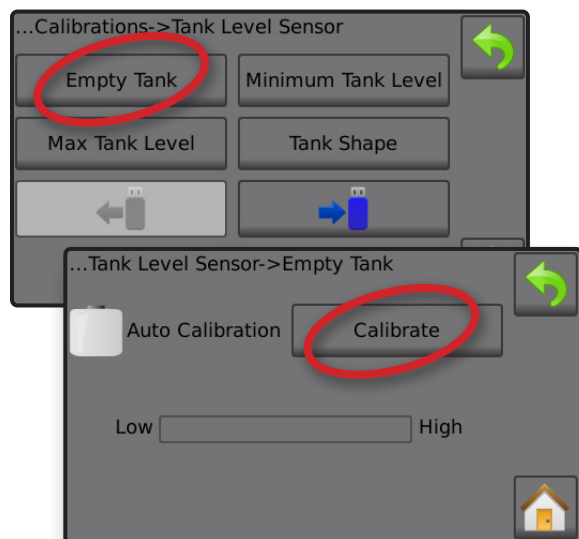 ...Calibrations->Tank Level Sensor
Empty Tank Minimum Tank Level
Max Tank Level Tank Shape
...Tank Level Sensor->Empty Tank
Auto Calibration Calibrate
Low High